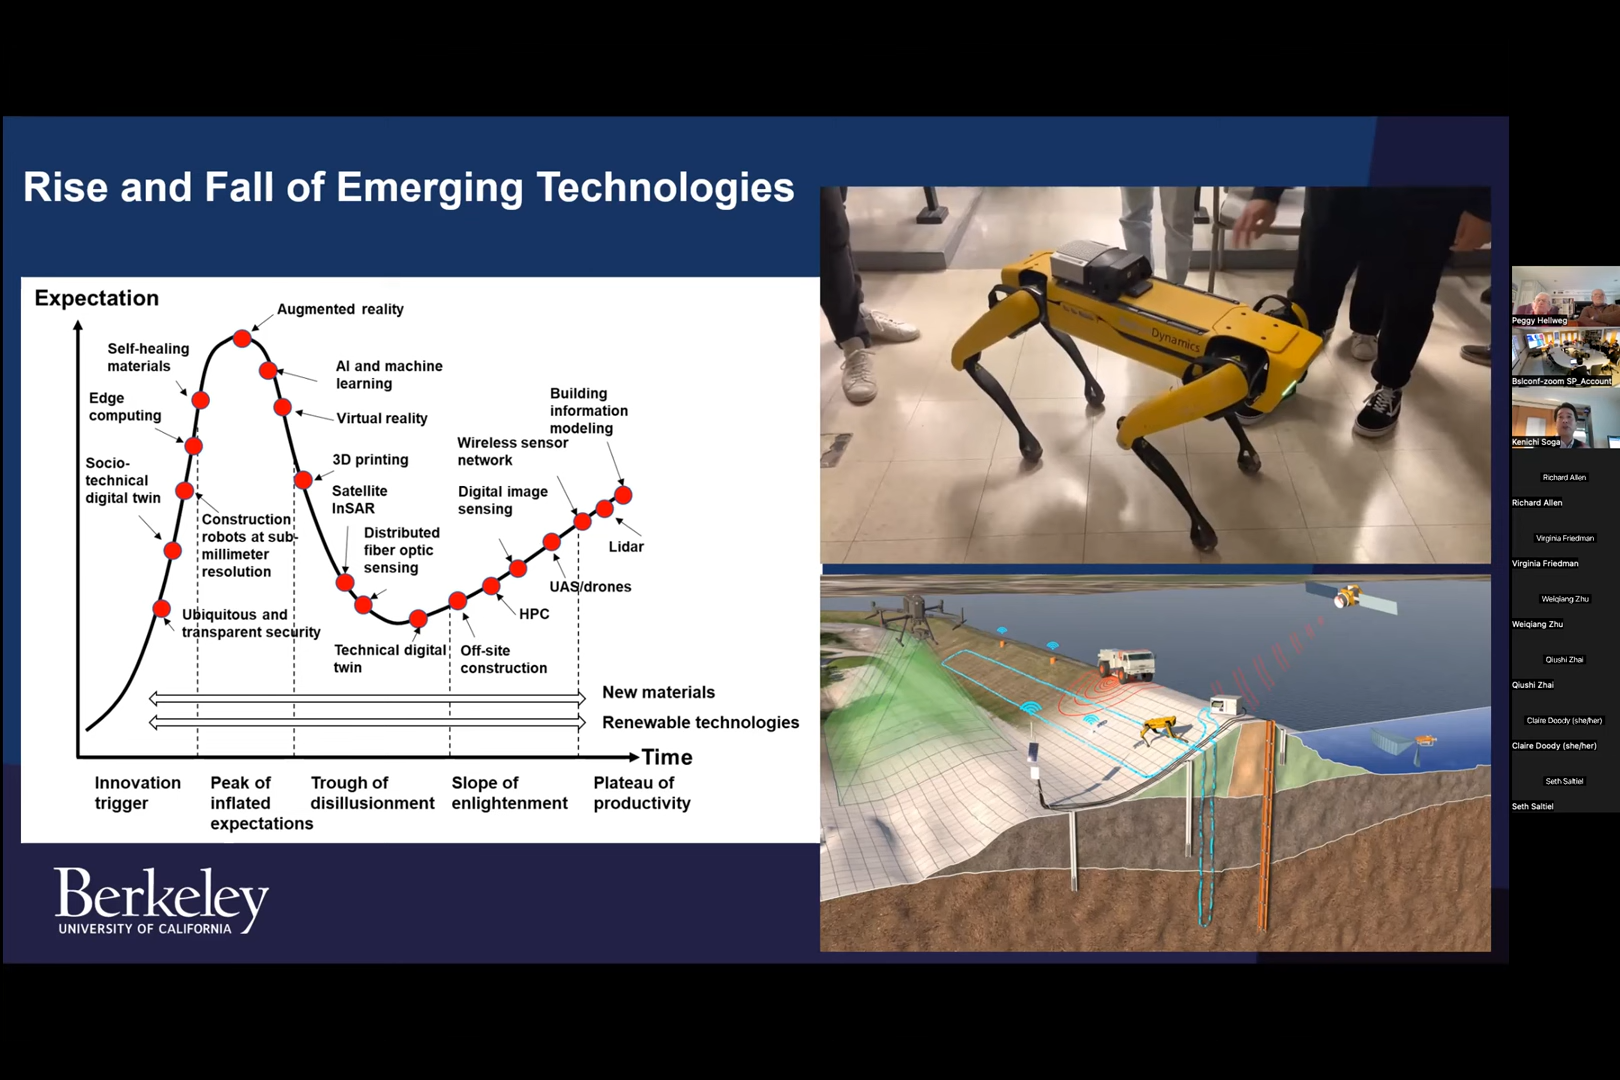 Rise and Fall of Emerging Technologies
Expectation
Augmented reality
Self-healing
materials
AI and machine
learning
Edge
computing
Virtual reality
Building
information
modeling
Wireless sensor
network
3D printing
Socio-
technical
digital twin
Satellite
InSAR
Digital image
sensing
Construction
robots at sub-
millimeter
resolution
Distributed
fiber optic
sensing
Lidar
UAS/drones
Ubiquitous and
transparent security
HPC
Technical digital
twin
Off-site
construction
New materials
Renewable technologies
Time
Innovation
trigger
Peak of
inflated
expectations
Trough of
disillusionment
Slope of
enlightenment
Plateau of
productivity
Berkeley
UNIVERSITY OF CALIFORNIA
Dynamics
Peggy Hellweg
Bslconf-zoom SP_Account
Kenichi Soga
Richard Allen
Richard Allen
Virginia Friedman
Virginia Friedman
Weiqiang Zhu
Weiqiang Zhu
Qiushi Zhai
Qiushi Zhai
Claire Doody (she/her)
Claire Doody (she/her)
Seth Saltiel
Seth Saltiel